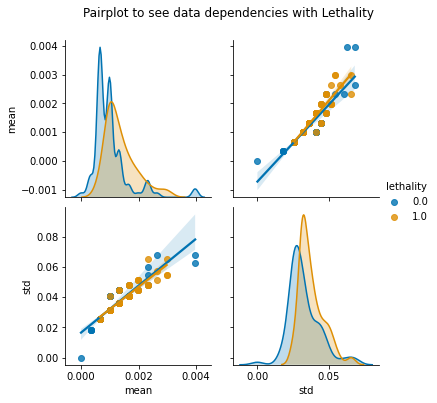 Pairplot to see data dependencies with Lethality
0.004
0.003
0.002
0.001
0.000
−0.001
mean
lethality
0.0
1.0
0.08
0.06
0.04
0.02
0.00
std
0.000 0.002 0.004
mean
0.00 0.05
std